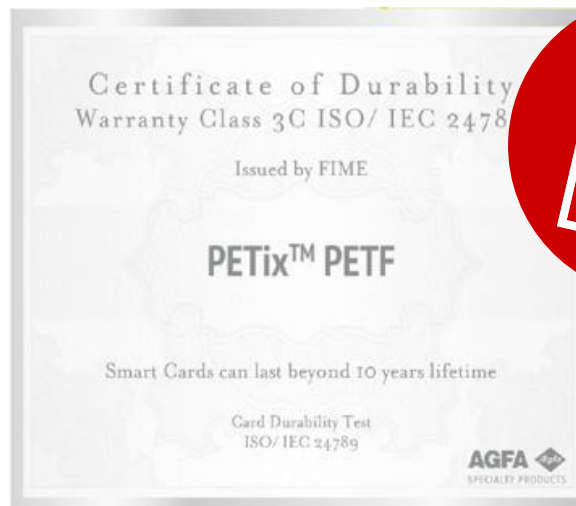 Certificate of Durability
Warranty Class 3C ISO/ IEC 2478
Issued by FIME
PETix™ PETF
Smart Cards can last beyond 10 years lifetime
Card Durability Test
ISO/ IEC 24789
AGFA
SPECIALTY PRODUCTS